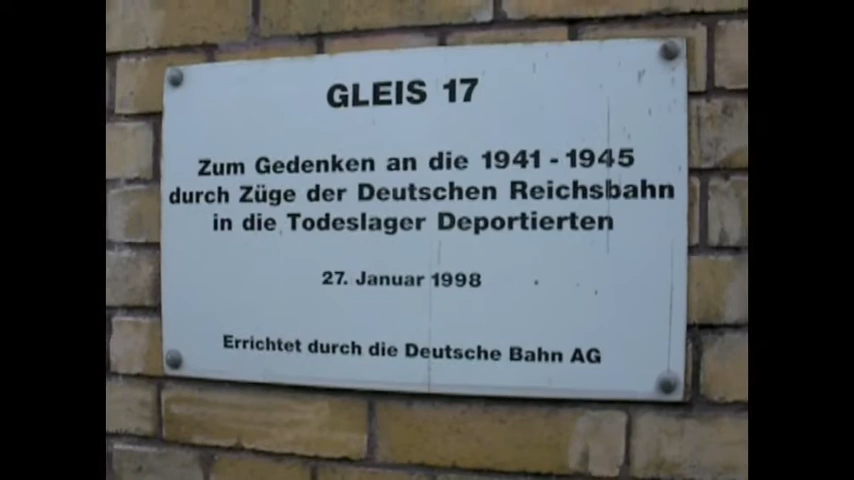 GLEIS 17
Zum Gedenken an die 1941 - 1945
durch Züge der Deutschen Reichsbahn
in die Todeslager Deportierten
27. Januar 1998
Errichtet durch die Deutsche Bahn AG